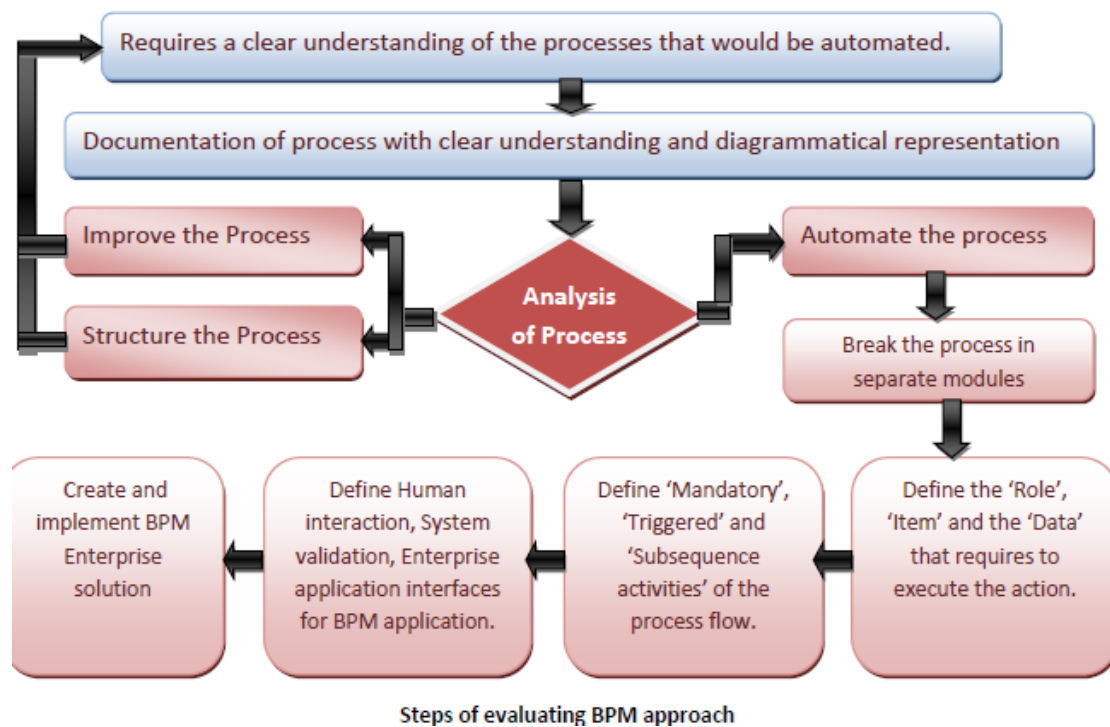 Requires a clear understanding of the processes that would be automated.
Documentation of process with clear understanding and diagrammatical representation
Improve the Process
Structure the Process
Analysis
of Process
Automate the process
Break the process in
separate modules
Define the ‘Role’,
‘Item’ and the ‘Data’
that requires to
execute the action.
Define ‘Mandatory’,
‘Triggered’ and
‘Subsequence
activities’ of the
process flow.
Define Human
interaction, System
validation, Enterprise
application interfaces
for BPM application.
Create and
implement BPM
Enterprise
solution
Steps of evaluating BPM approach